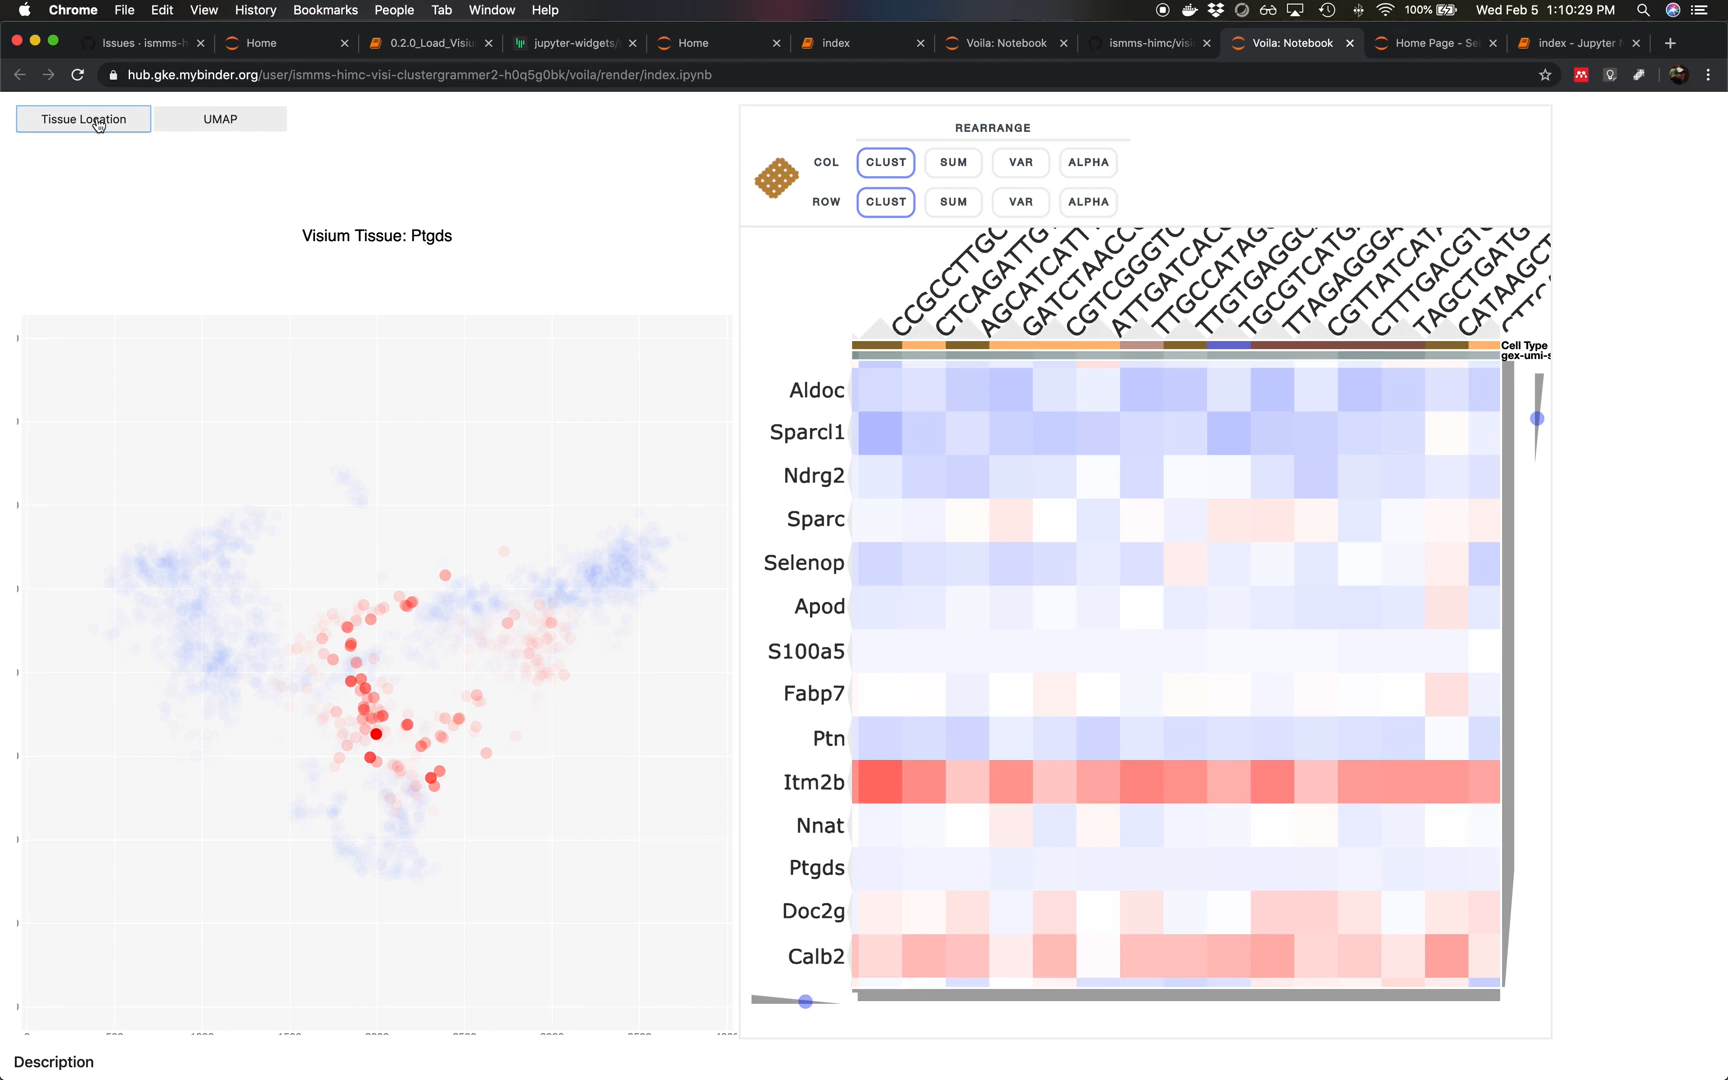 Chrome File Edit View History Bookmarks People Tab Window Help 100% Wed Feb 5 1:10:29 PM
Issues · ismms-h Home 0.2.0_Load_Visiu jupyter-widgets/ Home index Voila: Notebook ismms-himc/visi Voila: Notebook Home Page - Se index - Jupyter
hub.gke.mybinder.org/user/ismms-himc-visi-clustergrammer2-h0q5g0bk/voila/render/index.ipynb
Tissue Location UMAP
Visium Tissue: Ptgds
REARRANGE
COL CLUST SUM VAR ALPHA
ROW CLUST SUM VAR ALPHA
CCGCCTTGC
CTCAGATTG
AGCATCATT
GATCTAACC
CGTCGGGTC
ATTGATCAC
TTGCCATAG
TTGTGAGGC
TGCGTCATG
TTAGAGGGA
CGTTATCAT
CTTTGACGT
TAGCTGATG
CATAAGCT
Cell Type
gex-umi-s
Aldoc
Sparcl1
Ndrg2
Sparc
Selenop
Apod
S100a5
Fabp7
Ptn
Itm2b
Nnat
Ptgds
Doc2g
Calb2
Description